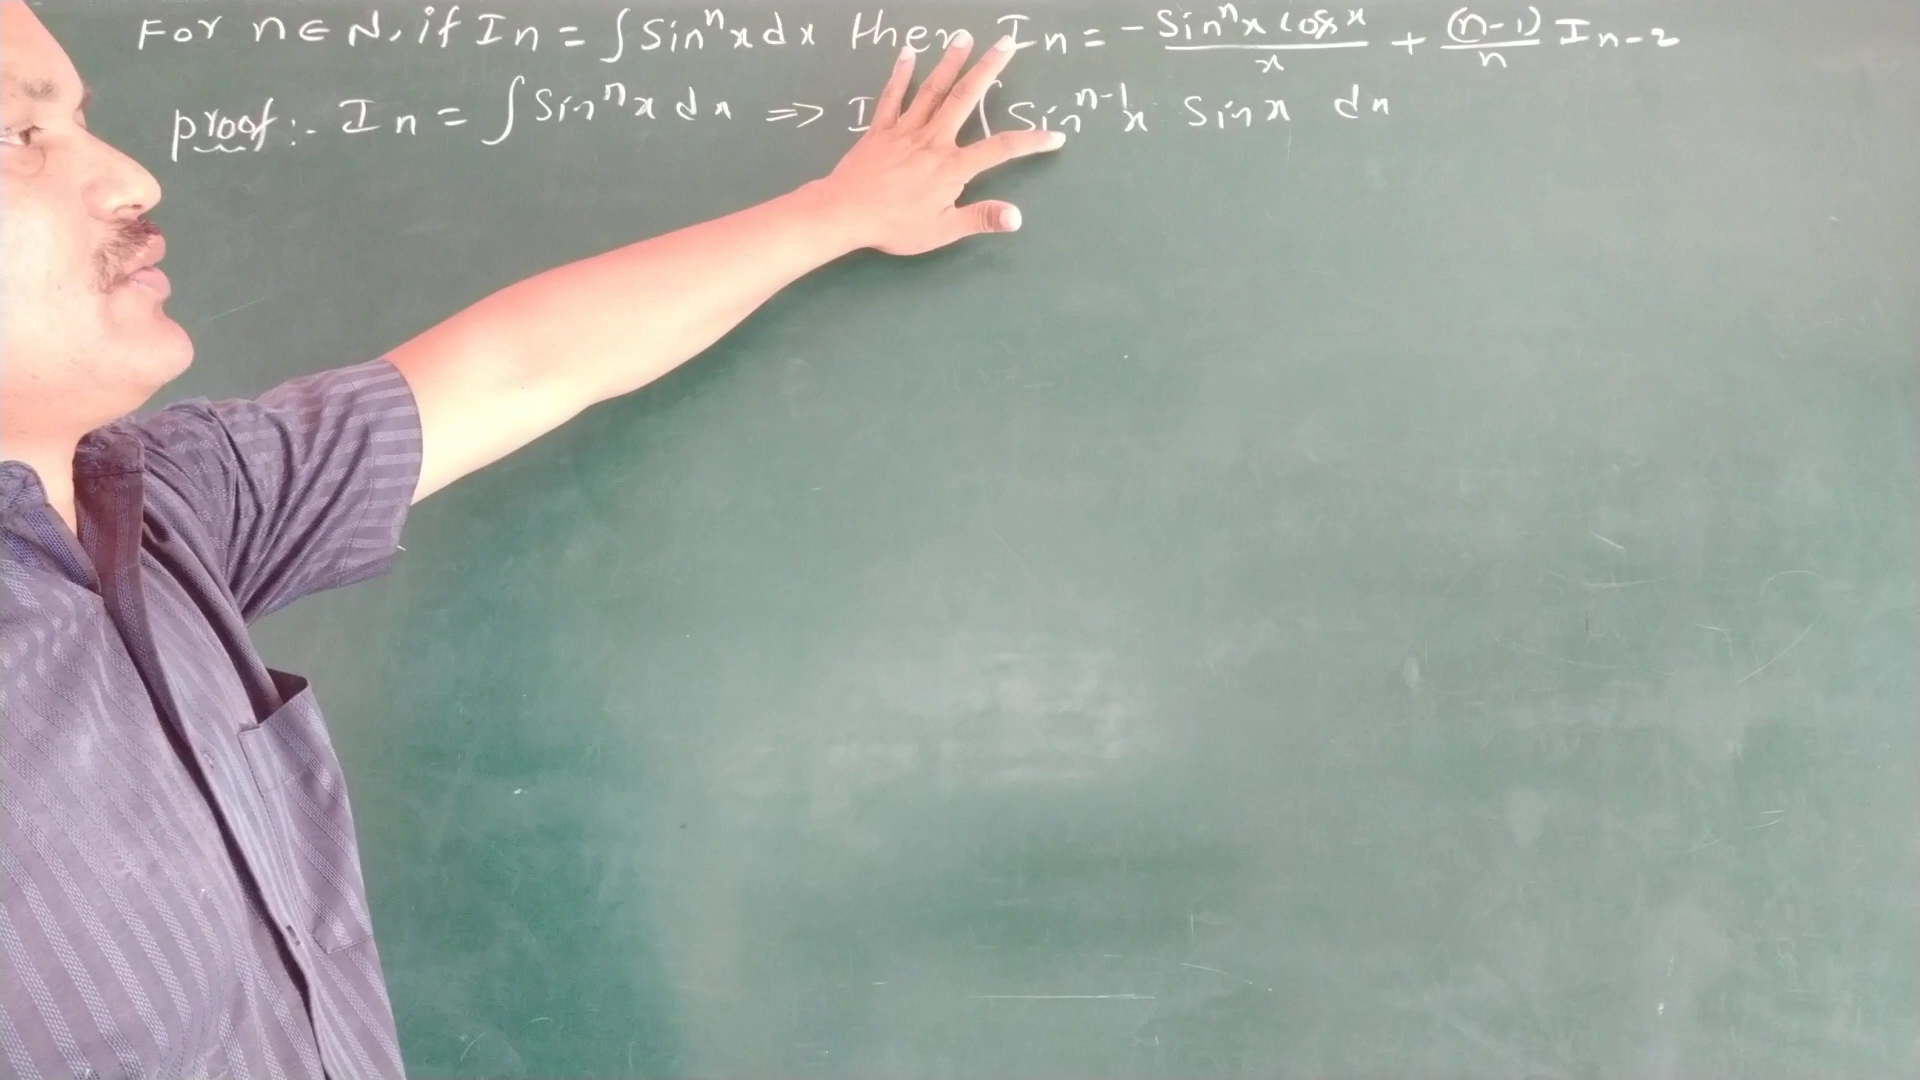 For n∈N, if In = ∫Sinⁿx dx then In = -Sinⁿx cosx/x + (n-1)/n In-2
proof:- In = ∫Sinⁿx dx => I ∫Sinⁿ⁻¹x Sinx dx